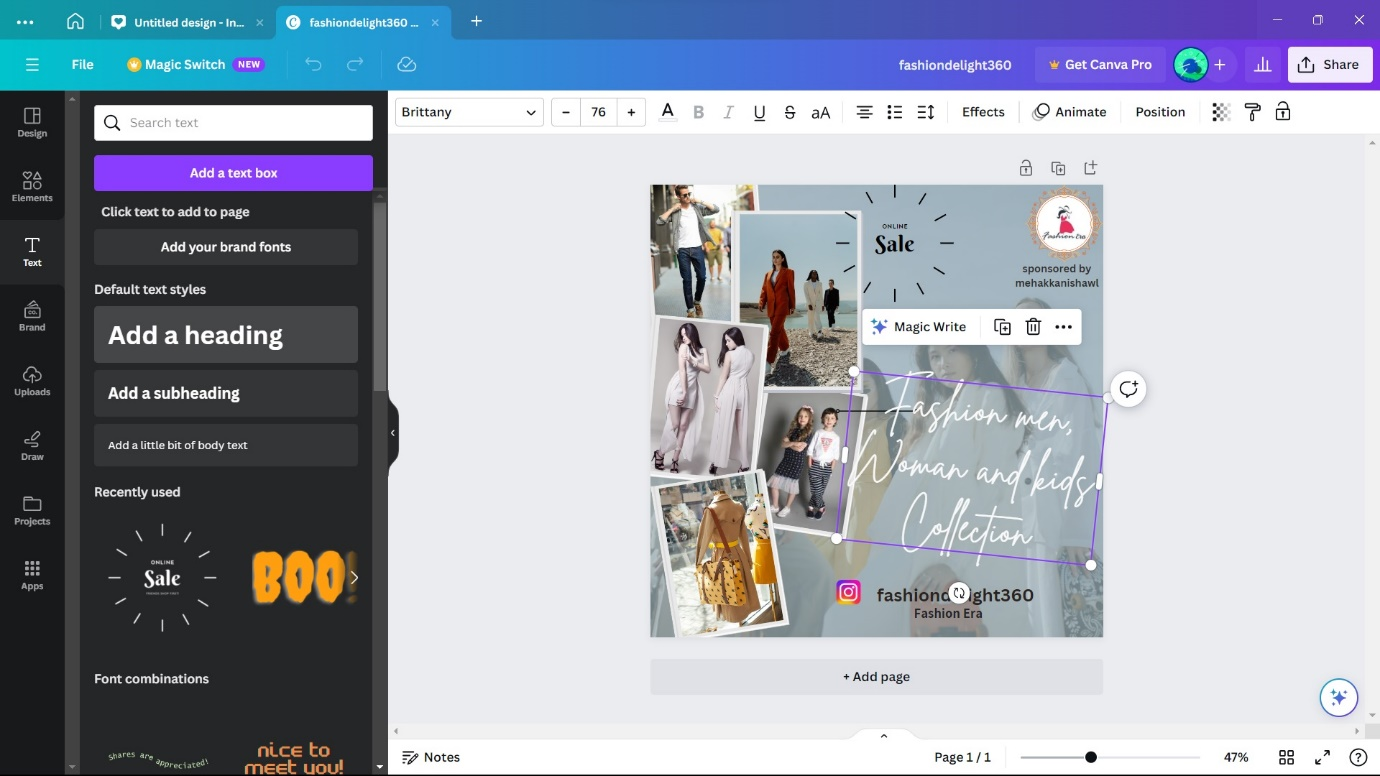 Untitled design - In...
fashiondelight360 ...
File
Magic Switch NEW
fashiondelight360
Get Canva Pro
Share
Design
Elements
Text
Brand
Uploads
Draw
Projects
Apps
Search text
Add a text box
Click text to add to page
Add your brand fonts
Default text styles
Add a heading
Add a subheading
Add a little bit of body text
Recently used
ONLINE
Sale
BOO
Font combinations
Shares are appreciated!
nice to
meet you!
Brittany
76
A B I U S aA
Effects
Animate
Position
ONLINE
Sale
Fashion Era
sponsored by
mehakkanishawl
Magic Write
Fashion men,
Woman and kids
Collection
Fashion Era
+ Add page
Notes
Page 1 / 1
47%